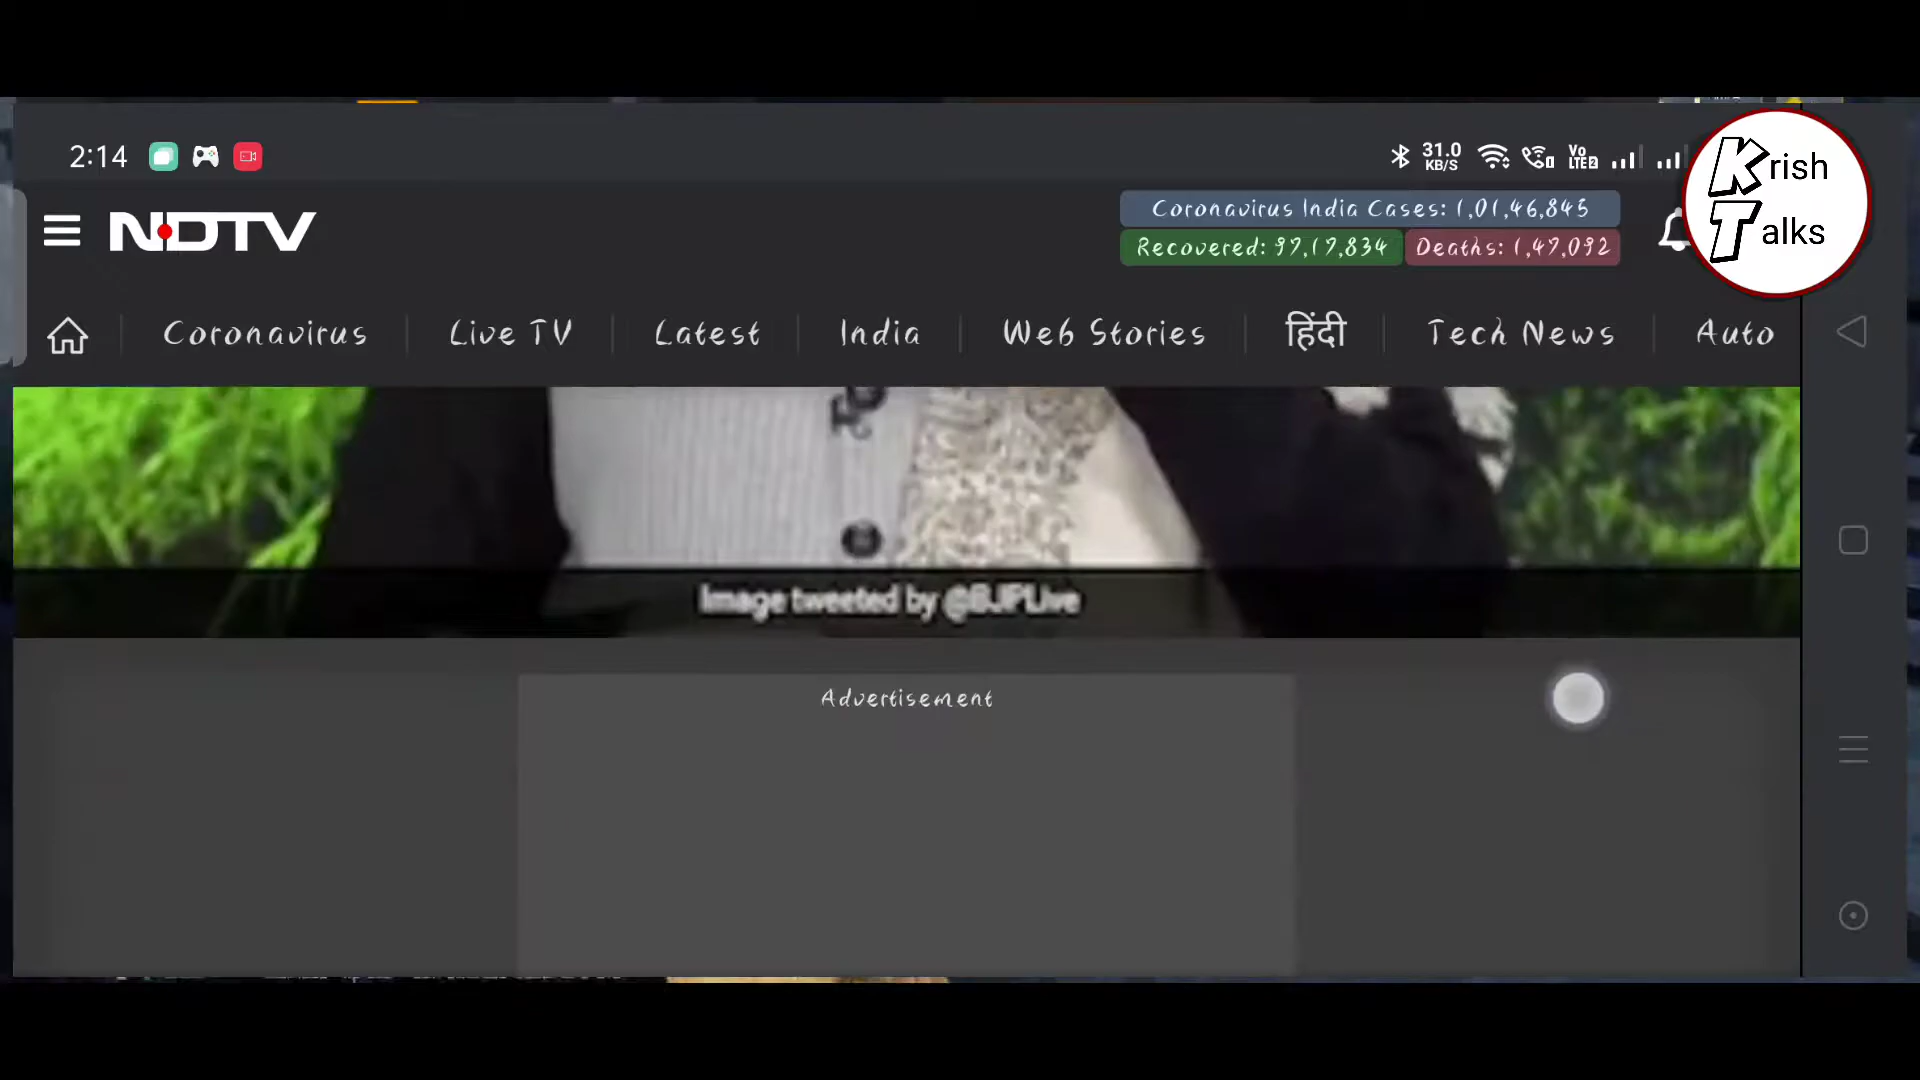 2:14
31.0
KB/S
Vo
LTE2
Krish
Talks
NDTV
Coronavirus India Cases: 1,01,46,845
Recovered: 97,17,834
Deaths: 1,47,092
Coronavirus
Live TV
Latest
India
Web Stories
हिंदी
Tech News
Auto
Image tweeted by @BJPLive
Advertisement